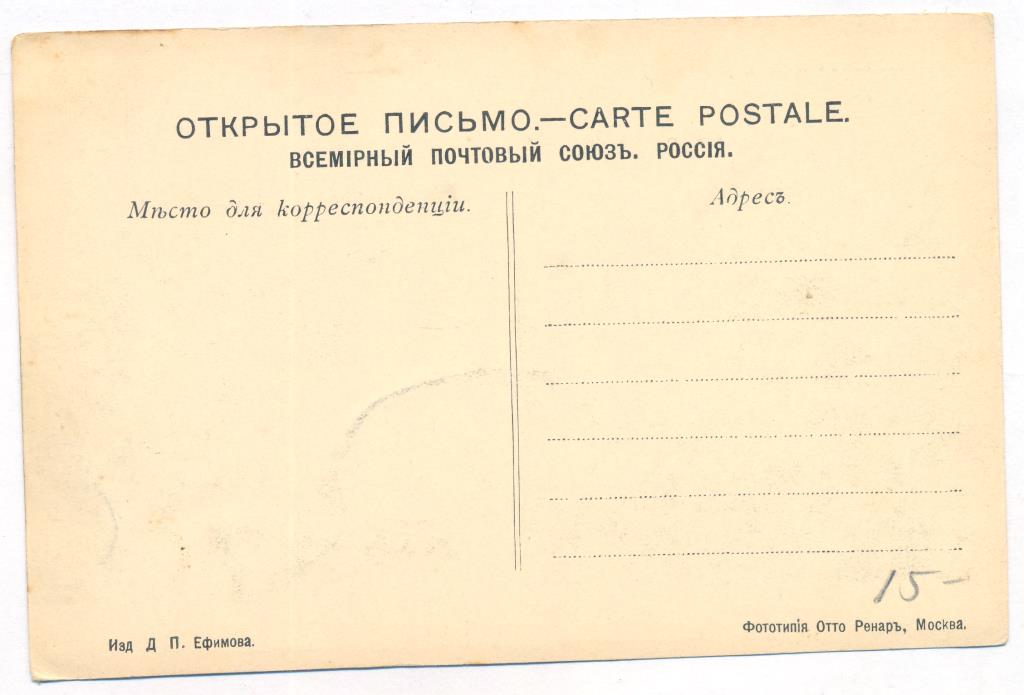 ОТКРЫТОЕ ПИСЬМО.—CARTE POSTALE.
ВСЕМІРНЫЙ ПОЧТОВЫЙ СОЮЗЪ. РОССІЯ.
Мѣсто для корреспонденціи.
Адресъ.
15-
Изд Д П. Ефимова.
Фототипія Отто Ренаръ, Москва.